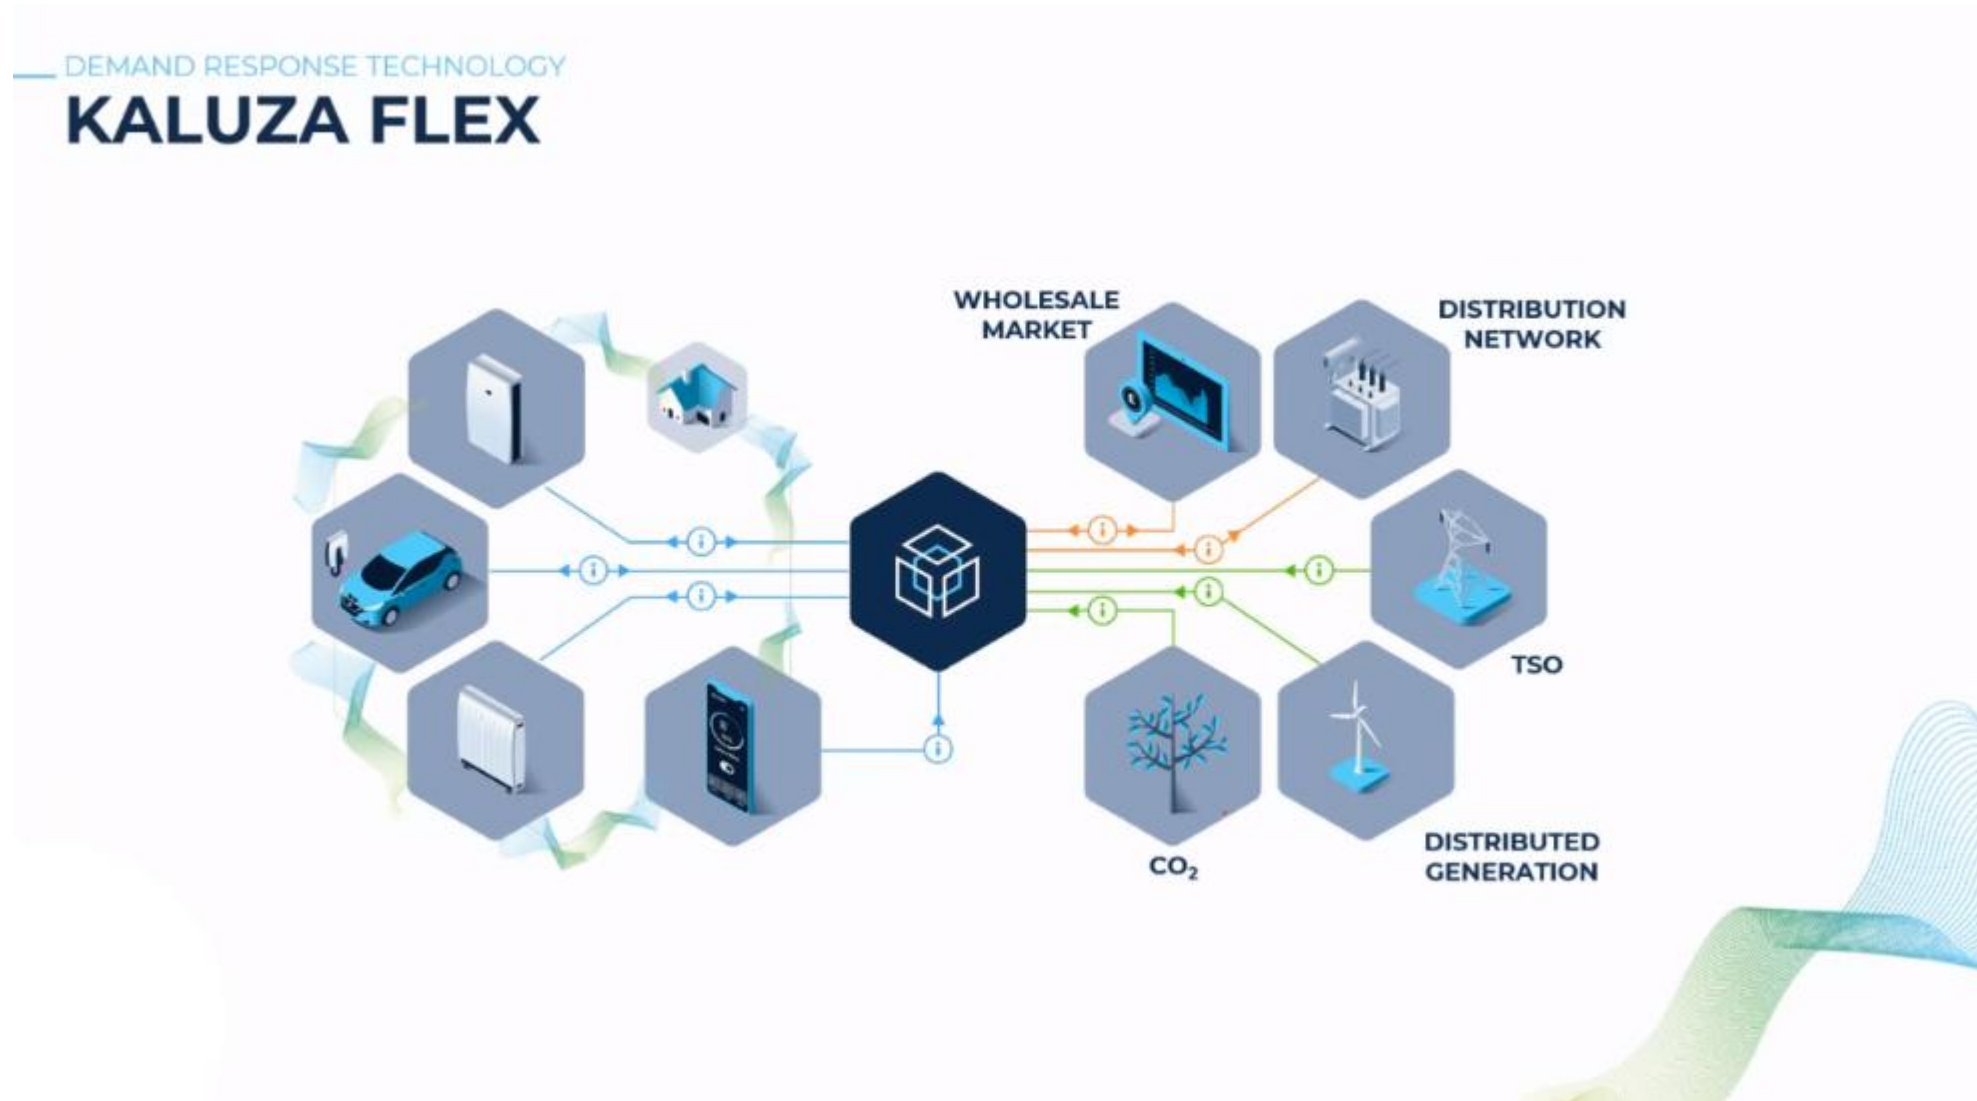 DEMAND RESPONSE TECHNOLOGY
KALUZA FLEX
WHOLESALE
MARKET
DISTRIBUTION
NETWORK
TSO
DISTRIBUTED
GENERATION
CO₂